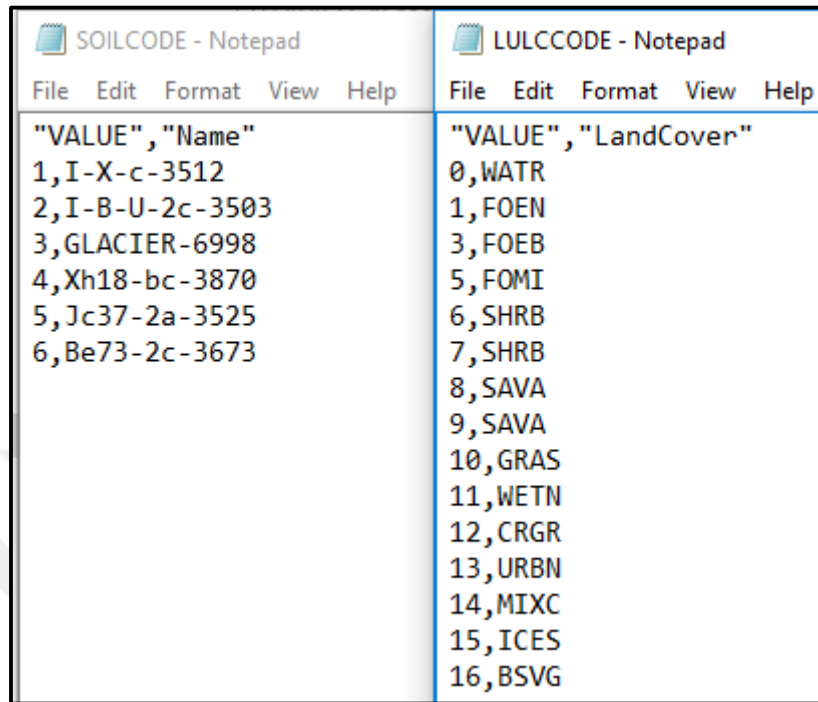 SOILCODE - Notepad
File Edit Format View Help
"VALUE","Name"
1,I-X-c-3512
2,I-B-U-2c-3503
3,GLACIER-6998
4,Xh18-bc-3870
5,Jc37-2a-3525
6,Be73-2c-3673
LULCCODE - Notepad
File Edit Format View Help
"VALUE","LandCover"
0,WATR
1,FOEN
3,FOEB
5,FOMI
6,SHRB
7,SHRB
8,SAVA
9,SAVA
10,GRAS
11,WETN
12,CRGR
13,URBN
14,MIXC
15,ICES
16,BSVG